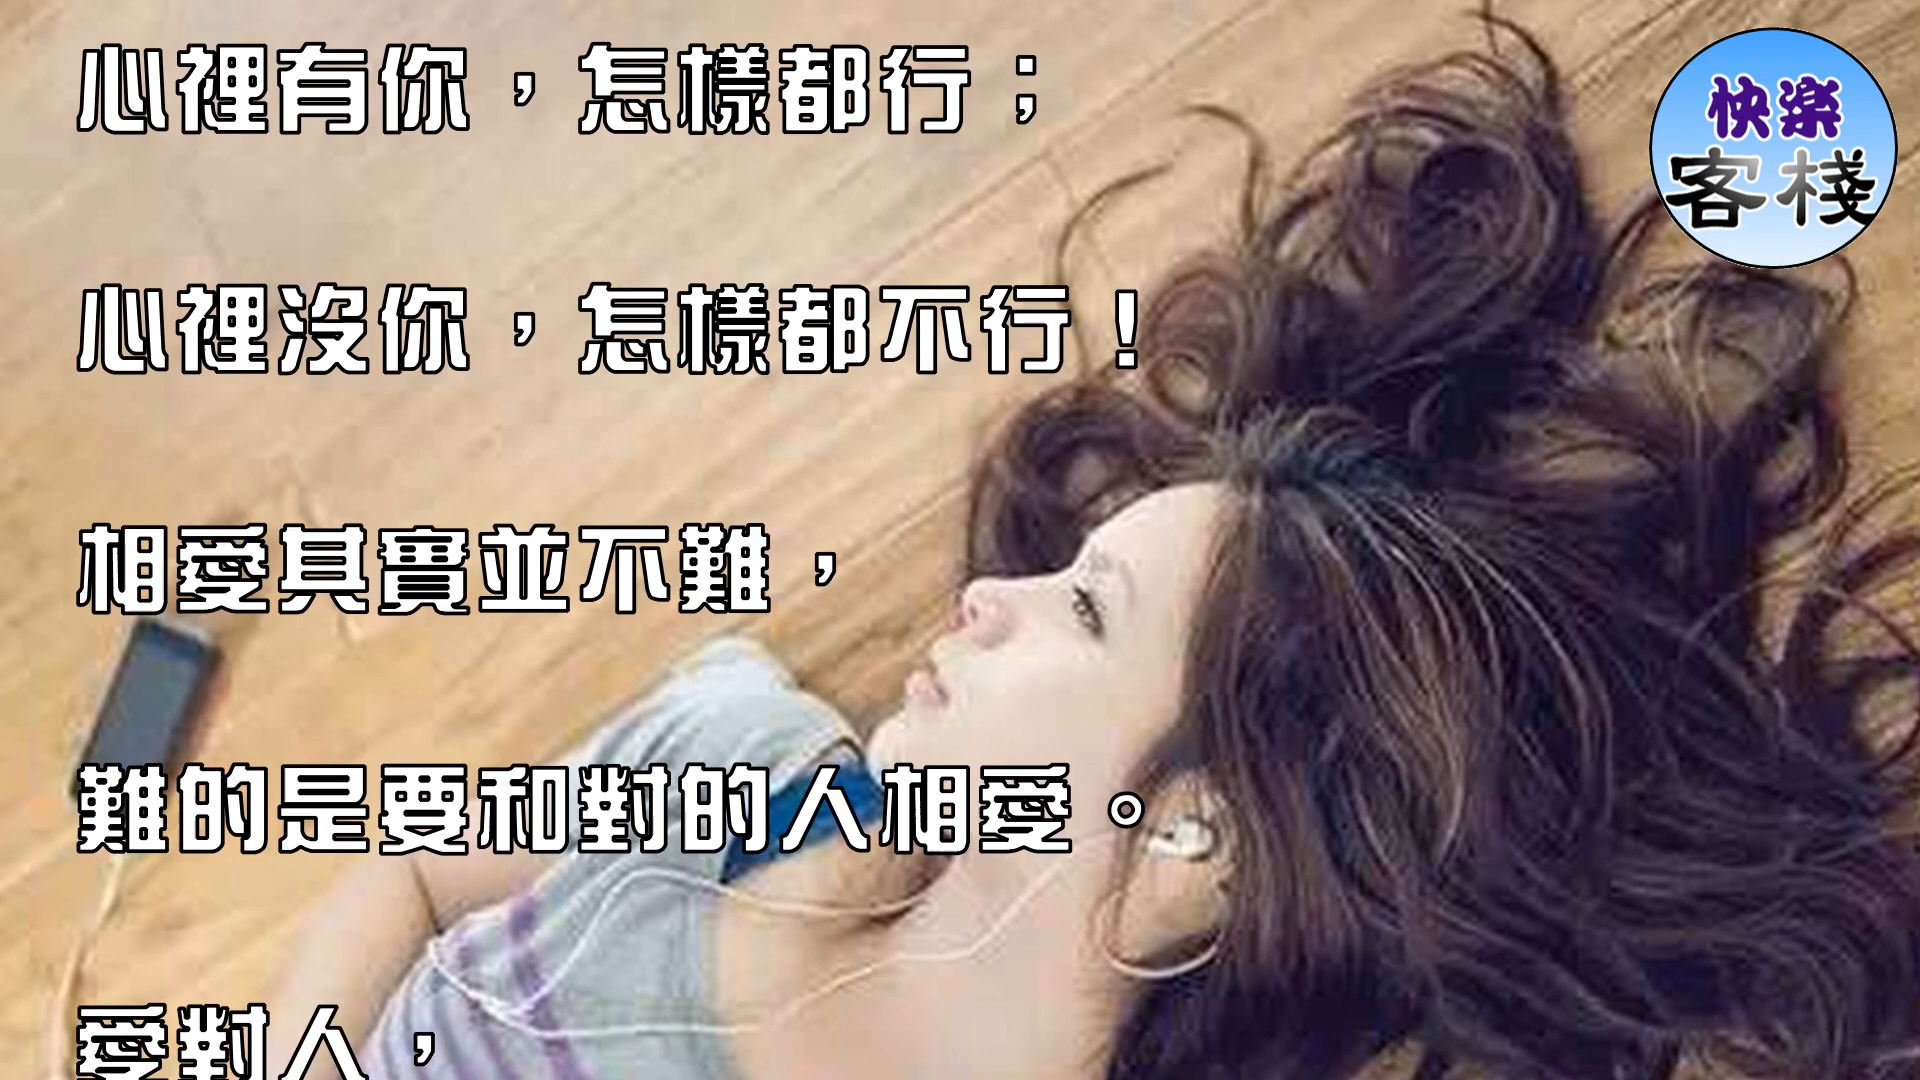 心裡有你，怎樣都行；
心裡沒你，怎樣都不行！
相愛其實並不難，
難的是要和對的人相愛。
愛對人，
快樂
客棧